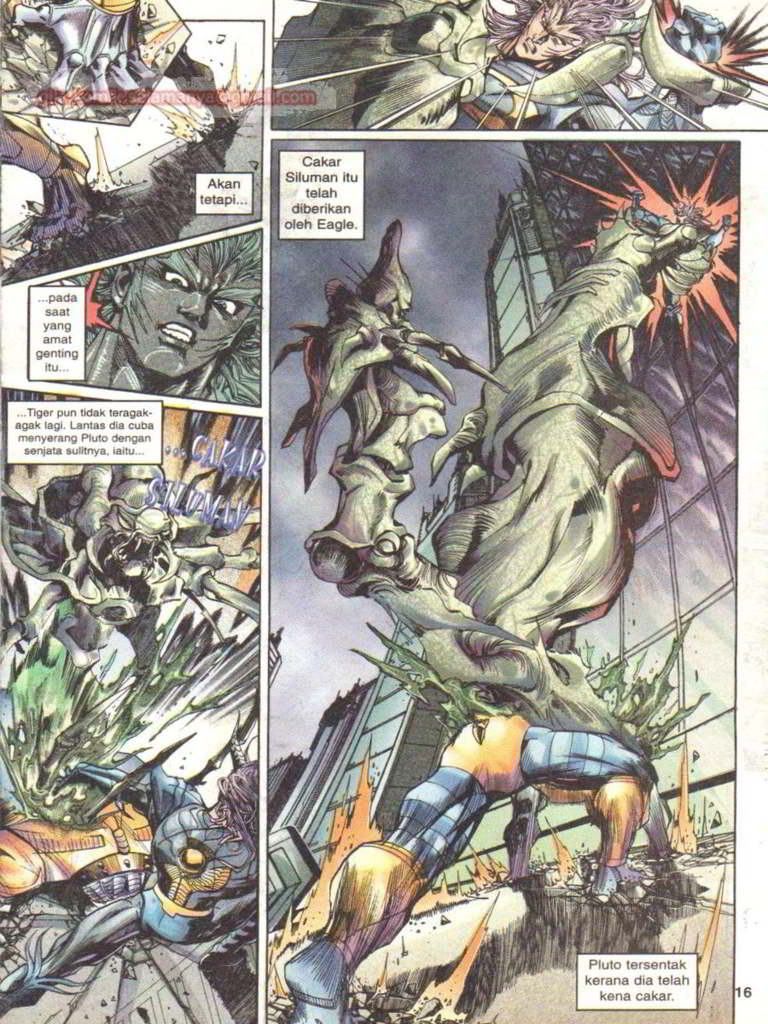 Akan
tetapi...
...pada
saat
yang
amat
genting
itu...
...Tiger pun tidak teragak-
agak lagi. Lantas dia cuba
menyerang Pluto dengan
senjata sulitnya, iaitu...
...CAKAR
SILUMAN
Cakar
Siluman itu
telah
diberikan
oleh Eagle.
Pluto tersentak
kerana dia telah
kena cakar.
16